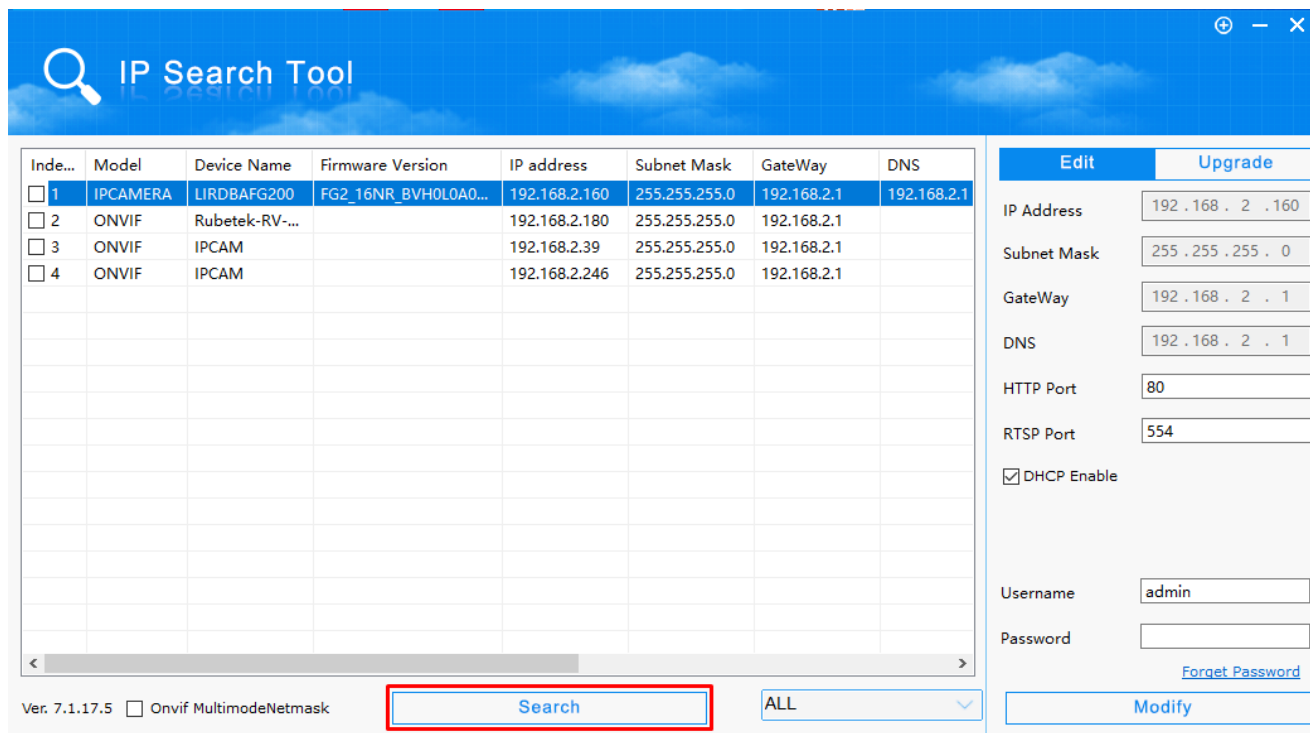 IP Search Tool
Inde... Model Device Name Firmware Version IP address Subnet Mask GateWay DNS
1 IPCAMERA LIRDBAFG200 FG2_16NR_BVH0L0A0... 192.168.2.160 255.255.255.0 192.168.2.1 192.168.2.1
2 ONVIF Rubetek-RV-... 192.168.2.180 255.255.255.0 192.168.2.1
3 ONVIF IPCAM 192.168.2.39 255.255.255.0 192.168.2.1
4 ONVIF IPCAM 192.168.2.246 255.255.255.0 192.168.2.1
Ver. 7.1.17.5 Onvif MultimodeNetmask Search ALL
Edit Upgrade
IP Address 192 . 168 . 2 . 160
Subnet Mask 255 . 255 . 255 . 0
GateWay 192 . 168 . 2 . 1
DNS 192 . 168 . 2 . 1
HTTP Port 80
RTSP Port 554
DHCP Enable
Username admin
Password
Forget Password
Modify